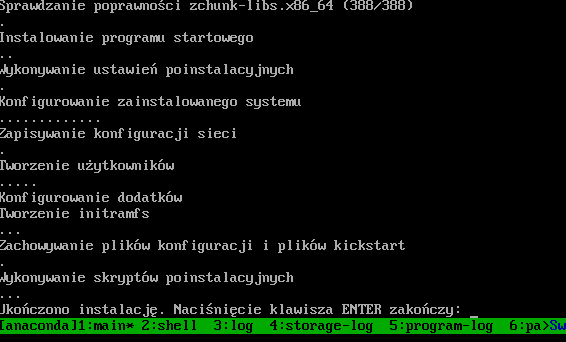 Sprawdzanie poprawności zchunk-libs.x86_64 (388/388)
.
Instalowanie programu startowego
..
Wykonywanie ustawień poinstalacyjnych
.
Konfigurowanie zainstalowanego systemu
.............
Zapisywanie konfiguracji sieci
.
Tworzenie użytkowników
.....
Konfigurowanie dodatków
Tworzenie initramfs
...
Zachowywanie plików konfiguracji i plików kickstart
.
Wykonywanie skryptów poinstalacyjnych
...
Ukończono instalację. Naciśnięcie klawisza ENTER zakończy: _
[anaconda]1:main* 2:shell  3:log  4:storage-log  5:program-log  6:pa>Sw